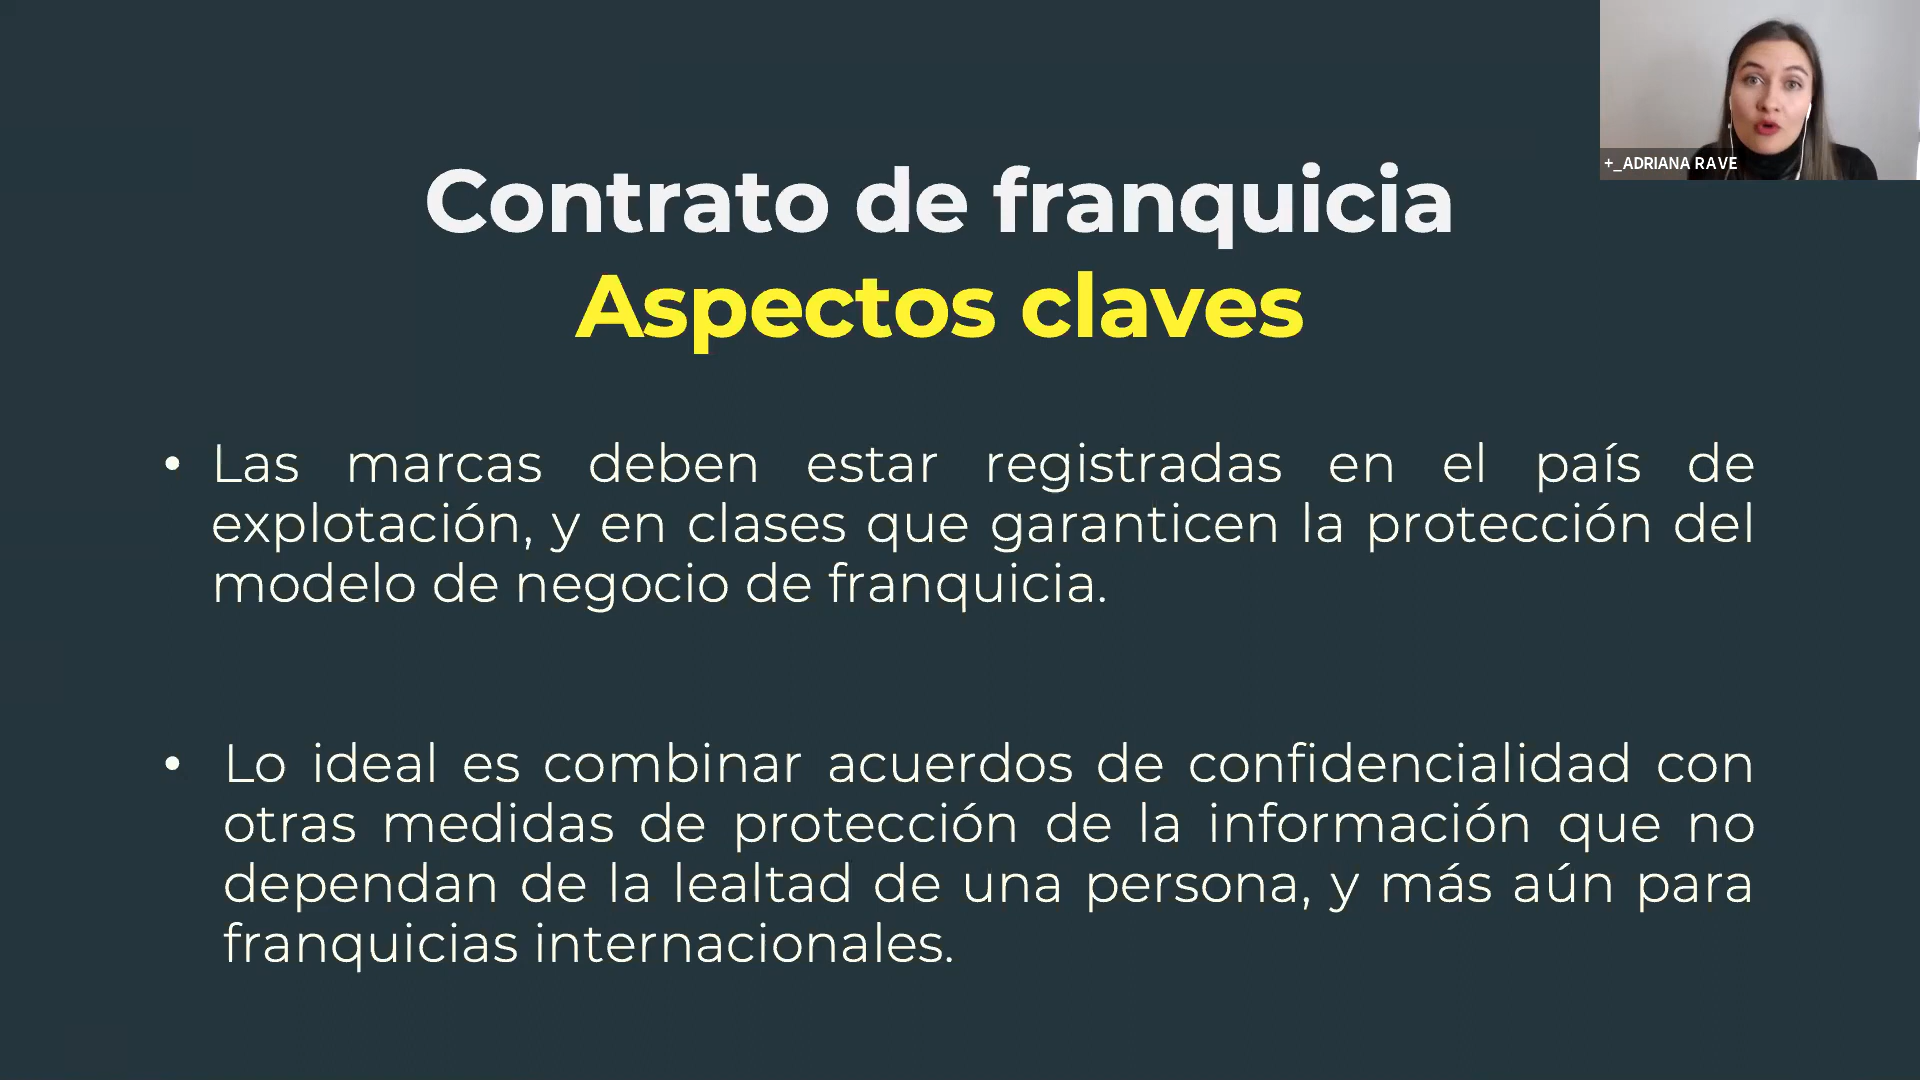 +_ADRIANA RAVE
Contrato de franquicia
Aspectos claves
• Las marcas deben estar registradas en el país de
explotación, y en clases que garanticen la protección del
modelo de negocio de franquicia.
• Lo ideal es combinar acuerdos de confidencialidad con
otras medidas de protección de la información que no
dependan de la lealtad de una persona, y más aún para
franquicias internacionales.